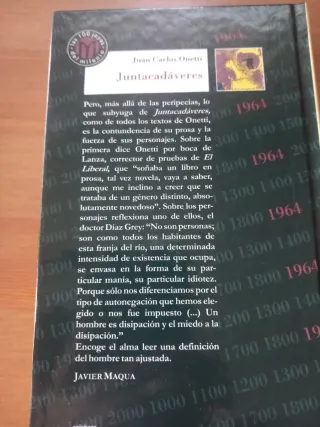 Las 100 joyas
del milenio
Juan Carlos Onetti
Juntacadáveres
Pero, más allá de las peripecias, lo
que subyuga de Juntacadáveres,
como de todos los textos de Onetti,
es la contundencia de su prosa y la
fuerza de sus personajes. Sobre la
primera dice Onetti por boca de
Lanza, corrector de pruebas de El
Liberal, que “soñaba un libro en
prosa, tal vez novela, vaya a saber,
aunque me inclino a creer que se
trataba de un género distinto, abso-
lutamente novedoso”. Sobre los per-
sonajes reflexiona uno de ellos, el
doctor Díaz Grey: “No son personas;
son como todos los habitantes de
esta franja del río, una determinada
intensidad de existencia que ocupa,
se envasa en la forma de su par-
ticular manía, su particular idiotez.
Porque sólo nos diferenciamos por el
tipo de autonegación que hemos ele-
gido o nos fue impuesto (...) Un
hombre es disipación y el miedo a la
disipación.”
Encoge el alma leer una definición
del hombre tan ajustada.
JAVIER MAQUA
1964
1964
1964
1964
1964